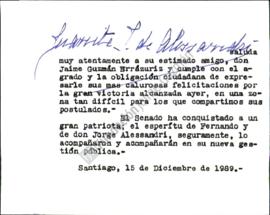 saluda
muy atentamente a su estimado amigo, don
Jaime Guzmán Errázuriz y cumple con el a-
grado y la obligación ciudadana de expre-
sarle sus mas calurosas felicitaciones por
la gran victoria alcanzada ayer, en una zo-
na tan difícil para los que compartimos sus
postulados.
El Senado ha conquistado a
un gran patriota; el espíritu de Fernando y
de don Jorge Alessandri, seguramente, lo
acompañaron y acompañarán en su nueva ges-
tión pública.-
Santiago, 15 de Diciembre de 1989.-